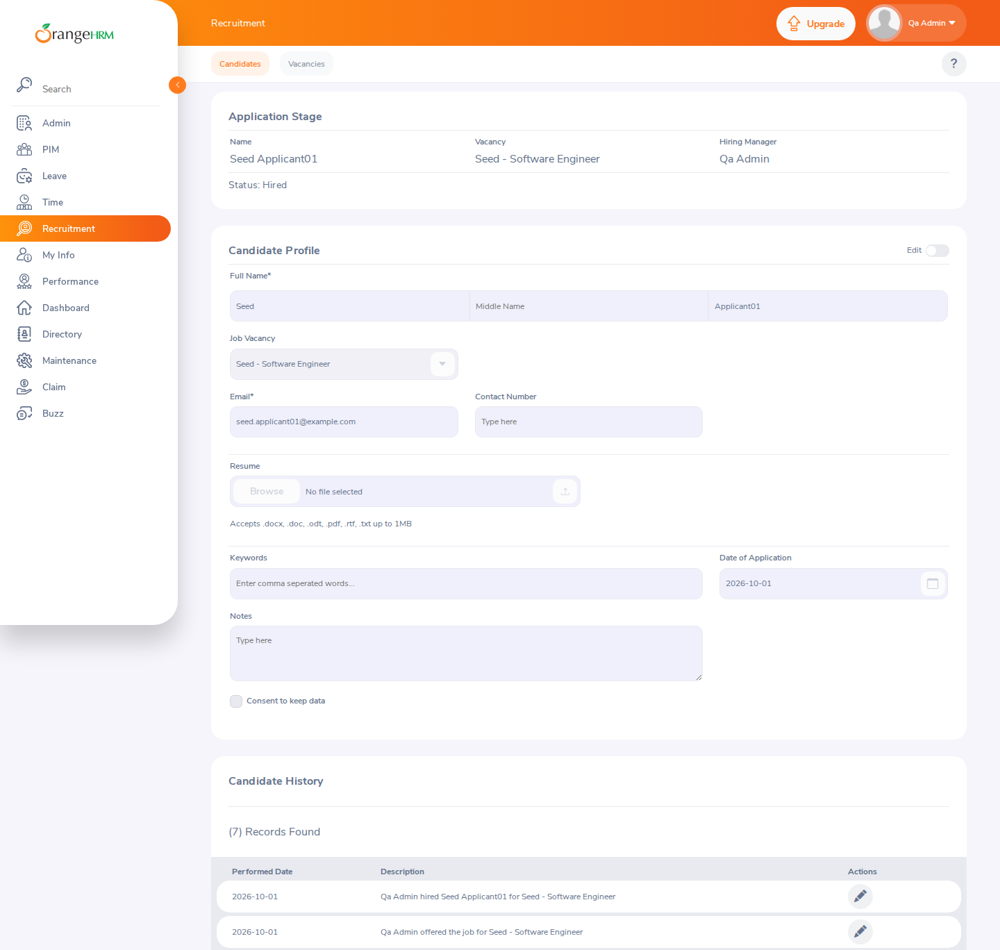 OrangeHRM
Search
Admin
PIM
Leave
Time
Recruitment
My Info
Performance
Dashboard
Directory
Maintenance
Claim
Buzz
Recruitment
Upgrade
Qa Admin
Candidates Vacancies
?
Application Stage
Name Vacancy Hiring Manager
Seed Applicant01 Seed - Software Engineer Qa Admin
Status: Hired
Candidate Profile Edit
Full Name*
Seed Middle Name Applicant01
Job Vacancy
Seed - Software Engineer
Email* Contact Number
seed.applicant01@example.com Type here
Resume
Browse No file selected
Accepts .docx, .doc, .odt, .pdf, .rtf, .txt up to 1MB
Keywords Date of Application
Enter comma seperated words... 2026-10-01
Notes
Type here
Consent to keep data
Candidate History
(7) Records Found
Performed Date Description Actions
2026-10-01 Qa Admin hired Seed Applicant01 for Seed - Software Engineer
2026-10-01 Qa Admin offered the job for Seed - Software Engineer